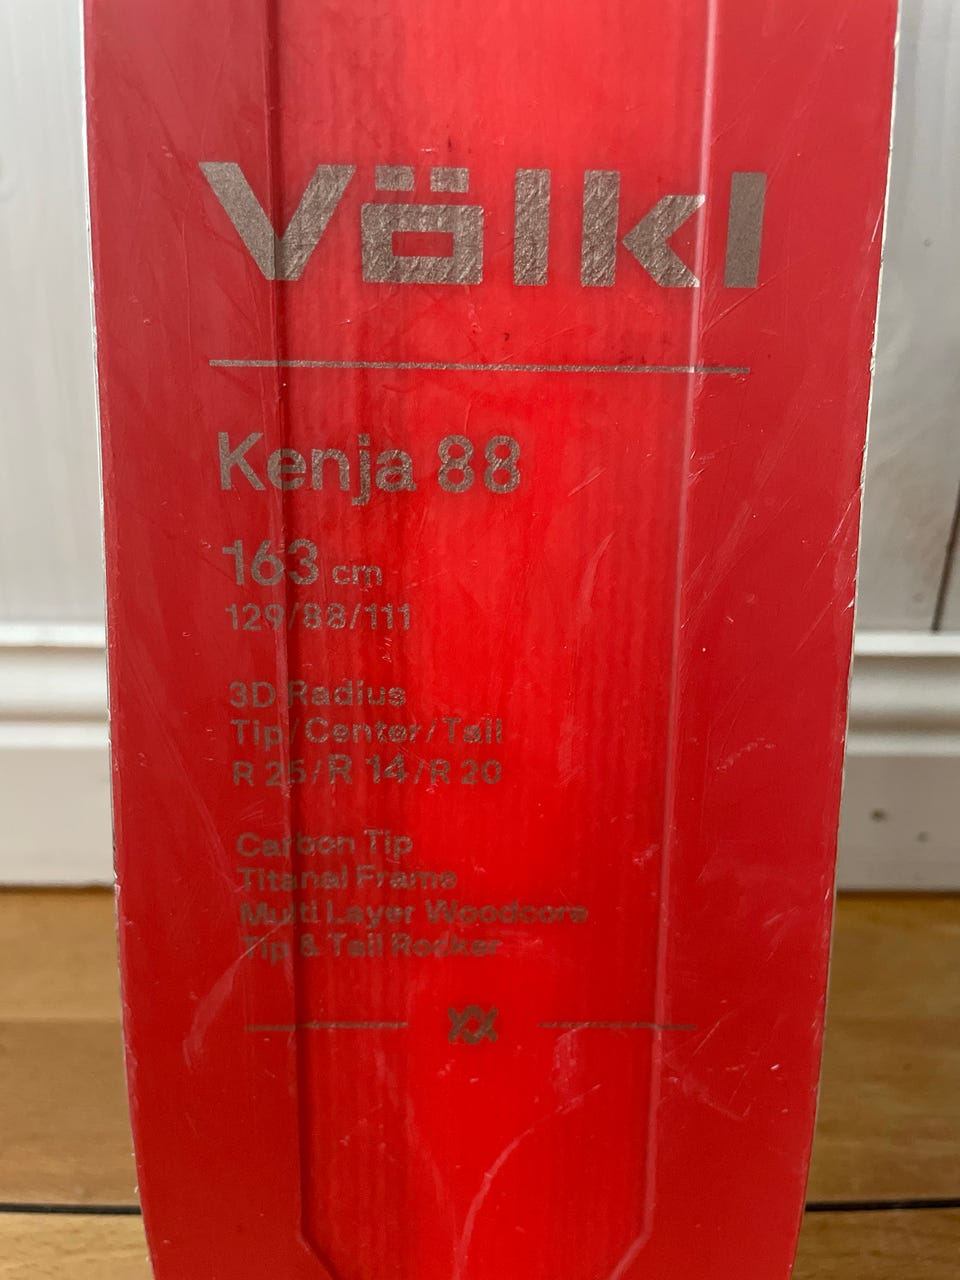 Völkl
Kenja 88
163 cm
129/88/111
3D Radius
Tip/Center/Tail
R 25/R 14/R 20
Carbon Tip
Titanal Frame
Multi Layer Woodcore
Tip & Tail Rocker